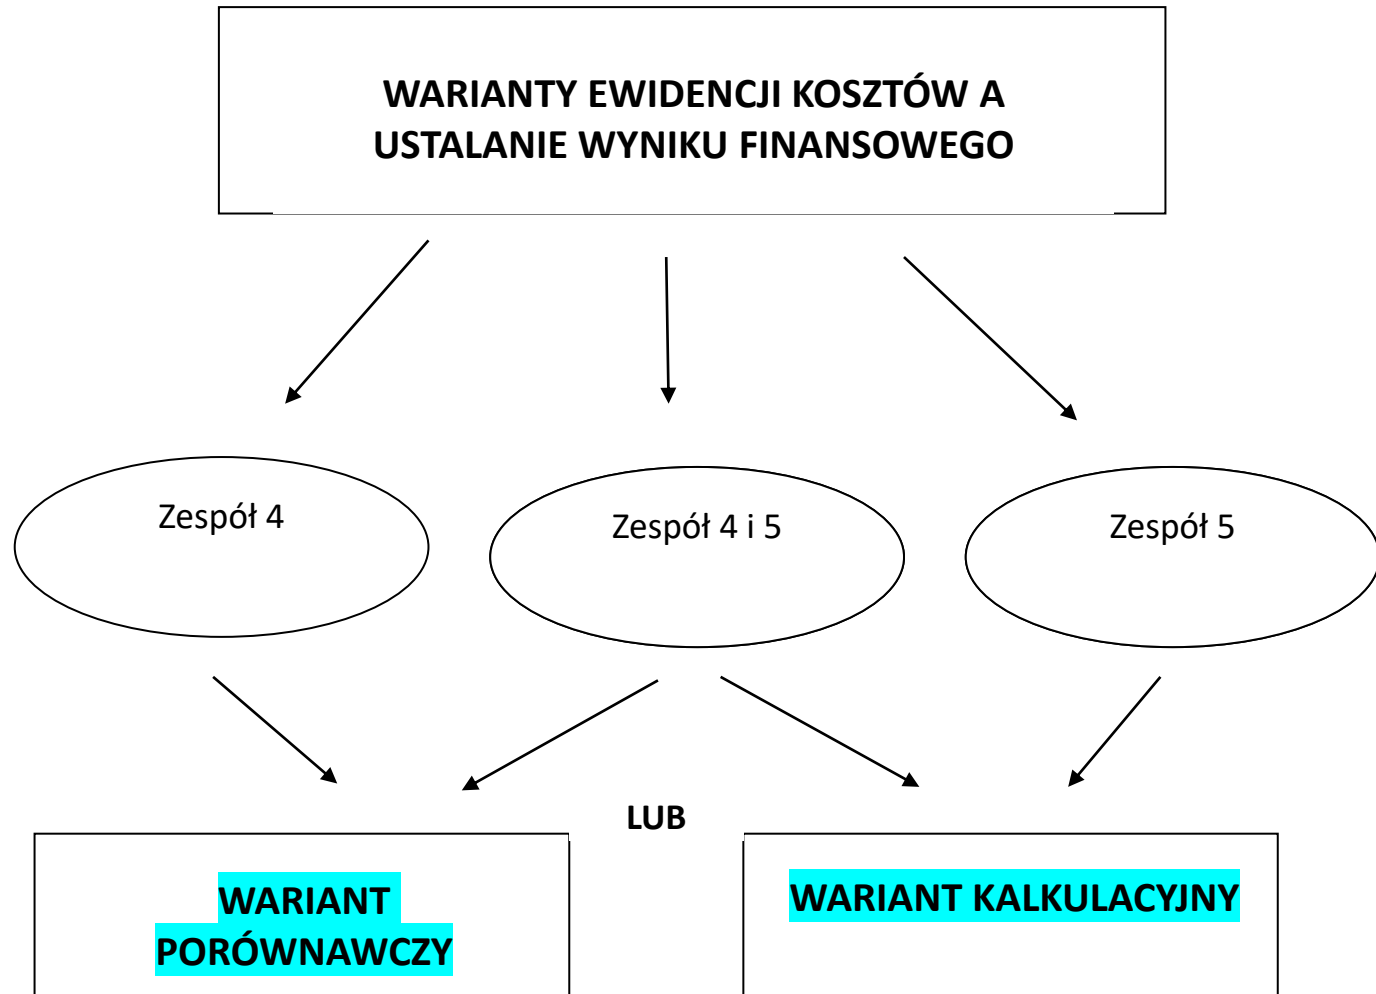 WARIANTY EWIDENCJI KOSZTÓW A
USTALANIE WYNIKU FINANSOWEGO
Zespół 4
Zespół 4 i 5
Zespół 5
LUB
WARIANT
PORÓWNAWCZY
WARIANT KALKULACYJNY